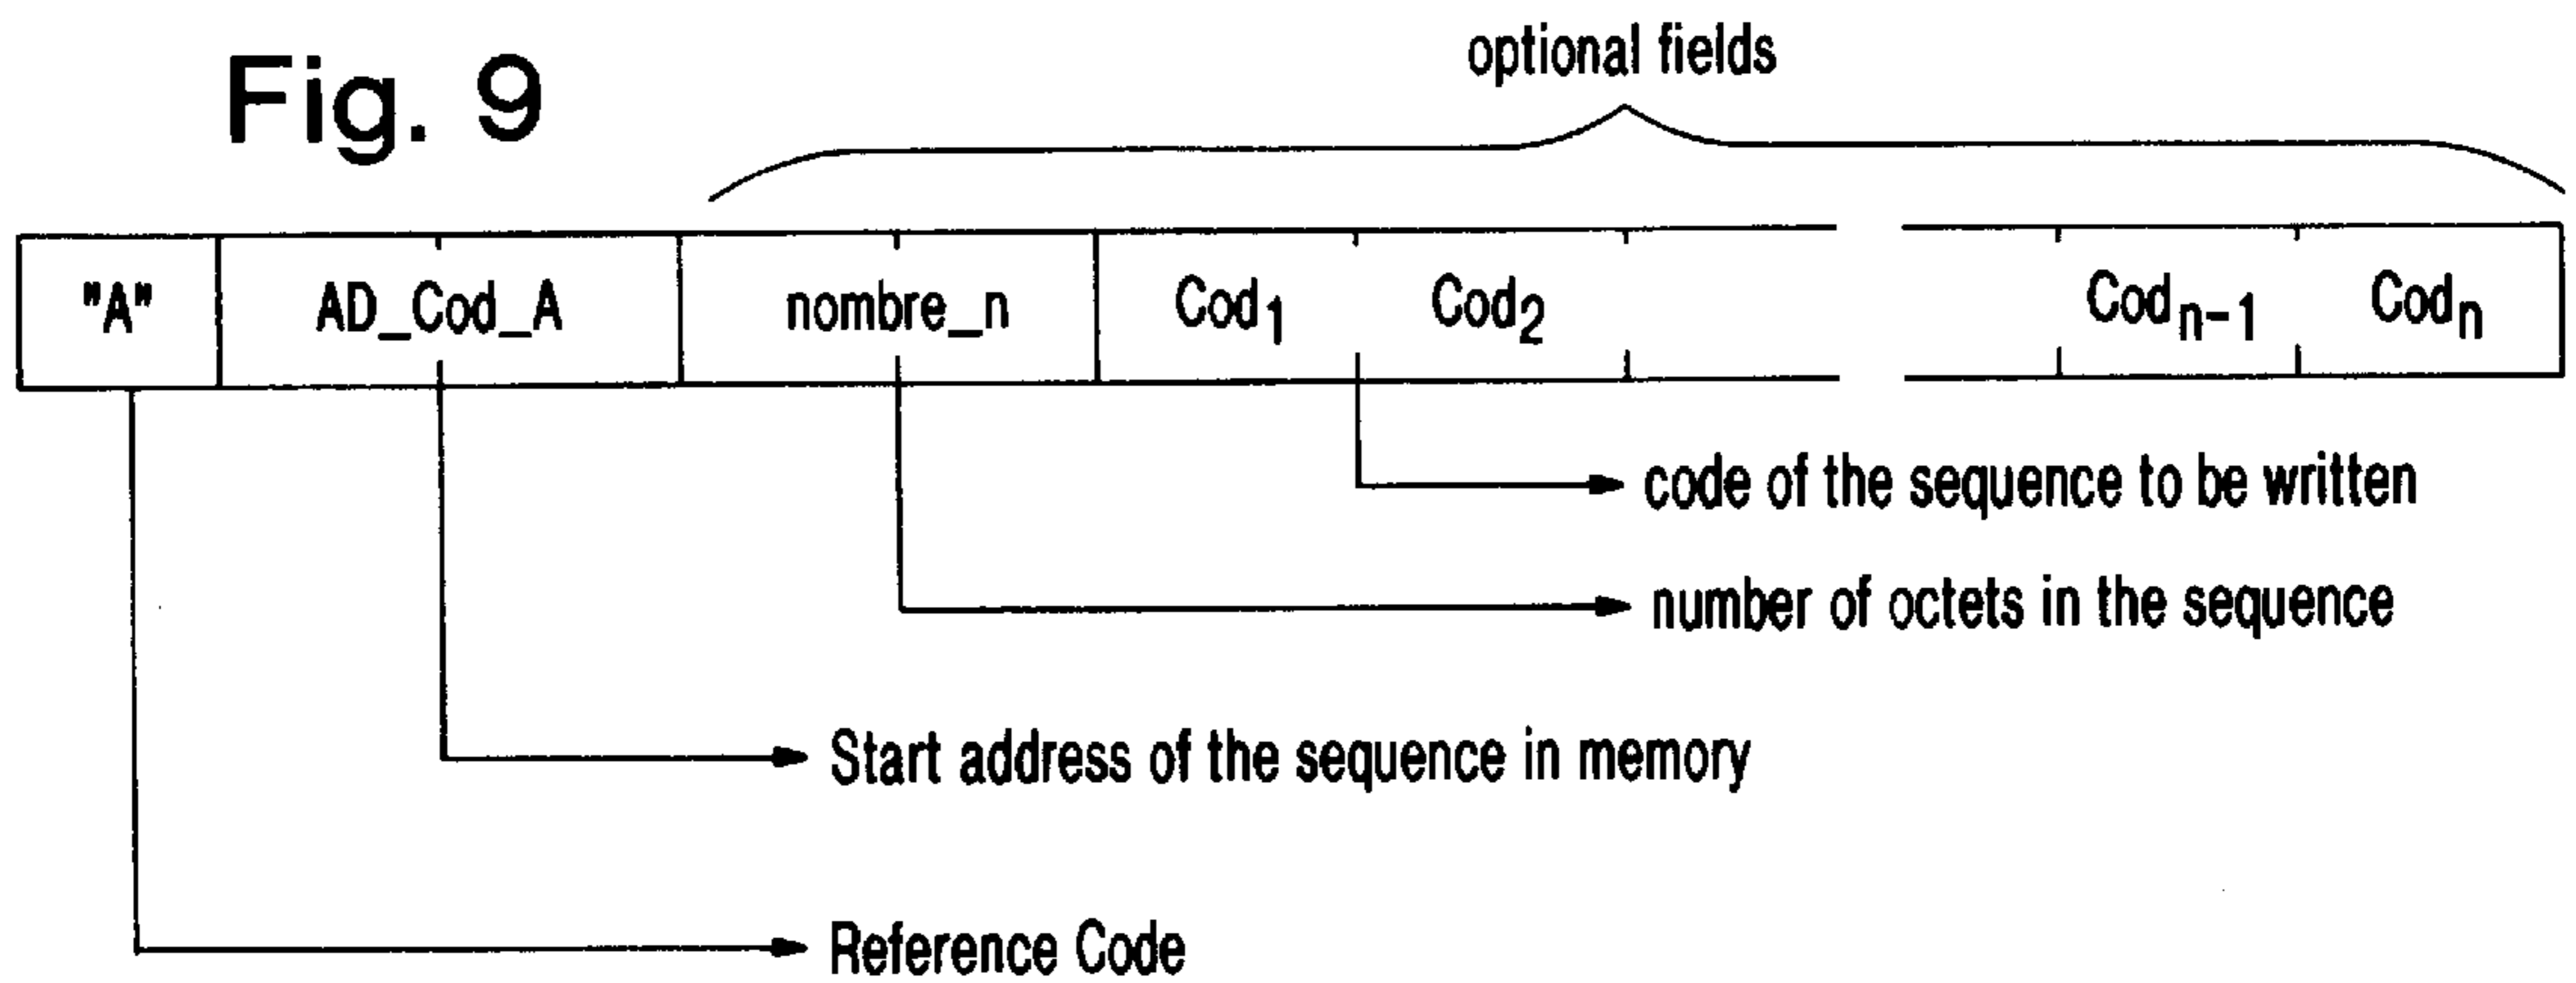 Fig. 9
optional fields
"A" AD_Cod_A nombre_n Cod1 Cod2 Codn-1 Codn
code of the sequence to be written
number of octets in the sequence
Start address of the sequence in memory
Reference Code